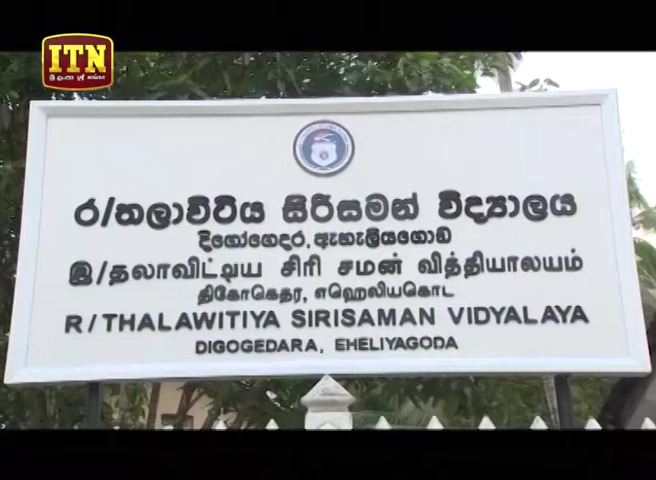 ITN
ර/තලාවිටිය සිරිසමන් විද්‍යාලය
දිගෝගෙදර, ඇහැලියගොඩ
இ/தலாவிட்டிய சிரி சமன் வித்தியாலயம்
திகோகெதர, எஹெலியகொட
R/THALAWITIYA SIRISAMAN VIDYALAYA
DIGOGEDARA, EHELIYAGODA